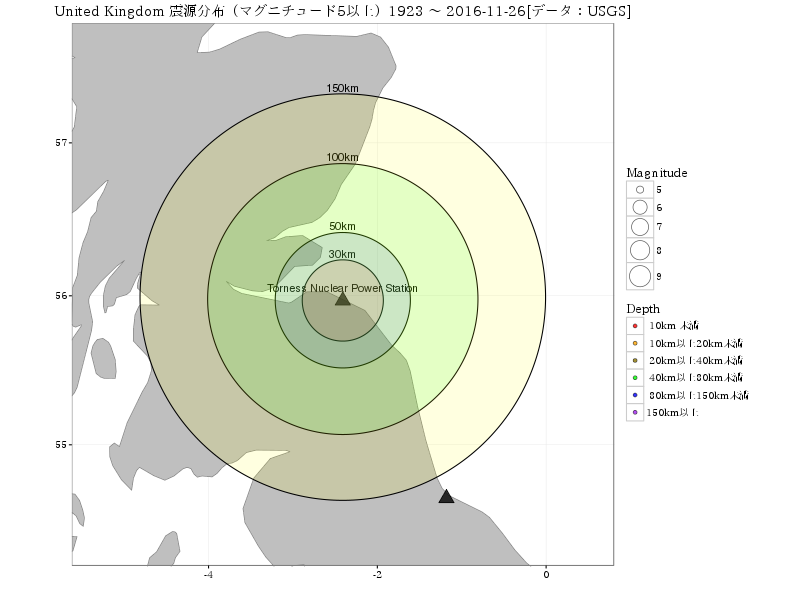 United Kingdom 震源分布（マグニチュード5以上）1923 ～ 2016-11-26[データ：USGS]
150km
57
100km
50km
30km
Torness Nuclear Power Station
56
55
-4
-2
0
Magnitude
5
6
7
8
9
Depth
10km 未満
10km以上20km未満
20km以上40km未満
40km以上80km未満
80km以上150km未満
150km以上